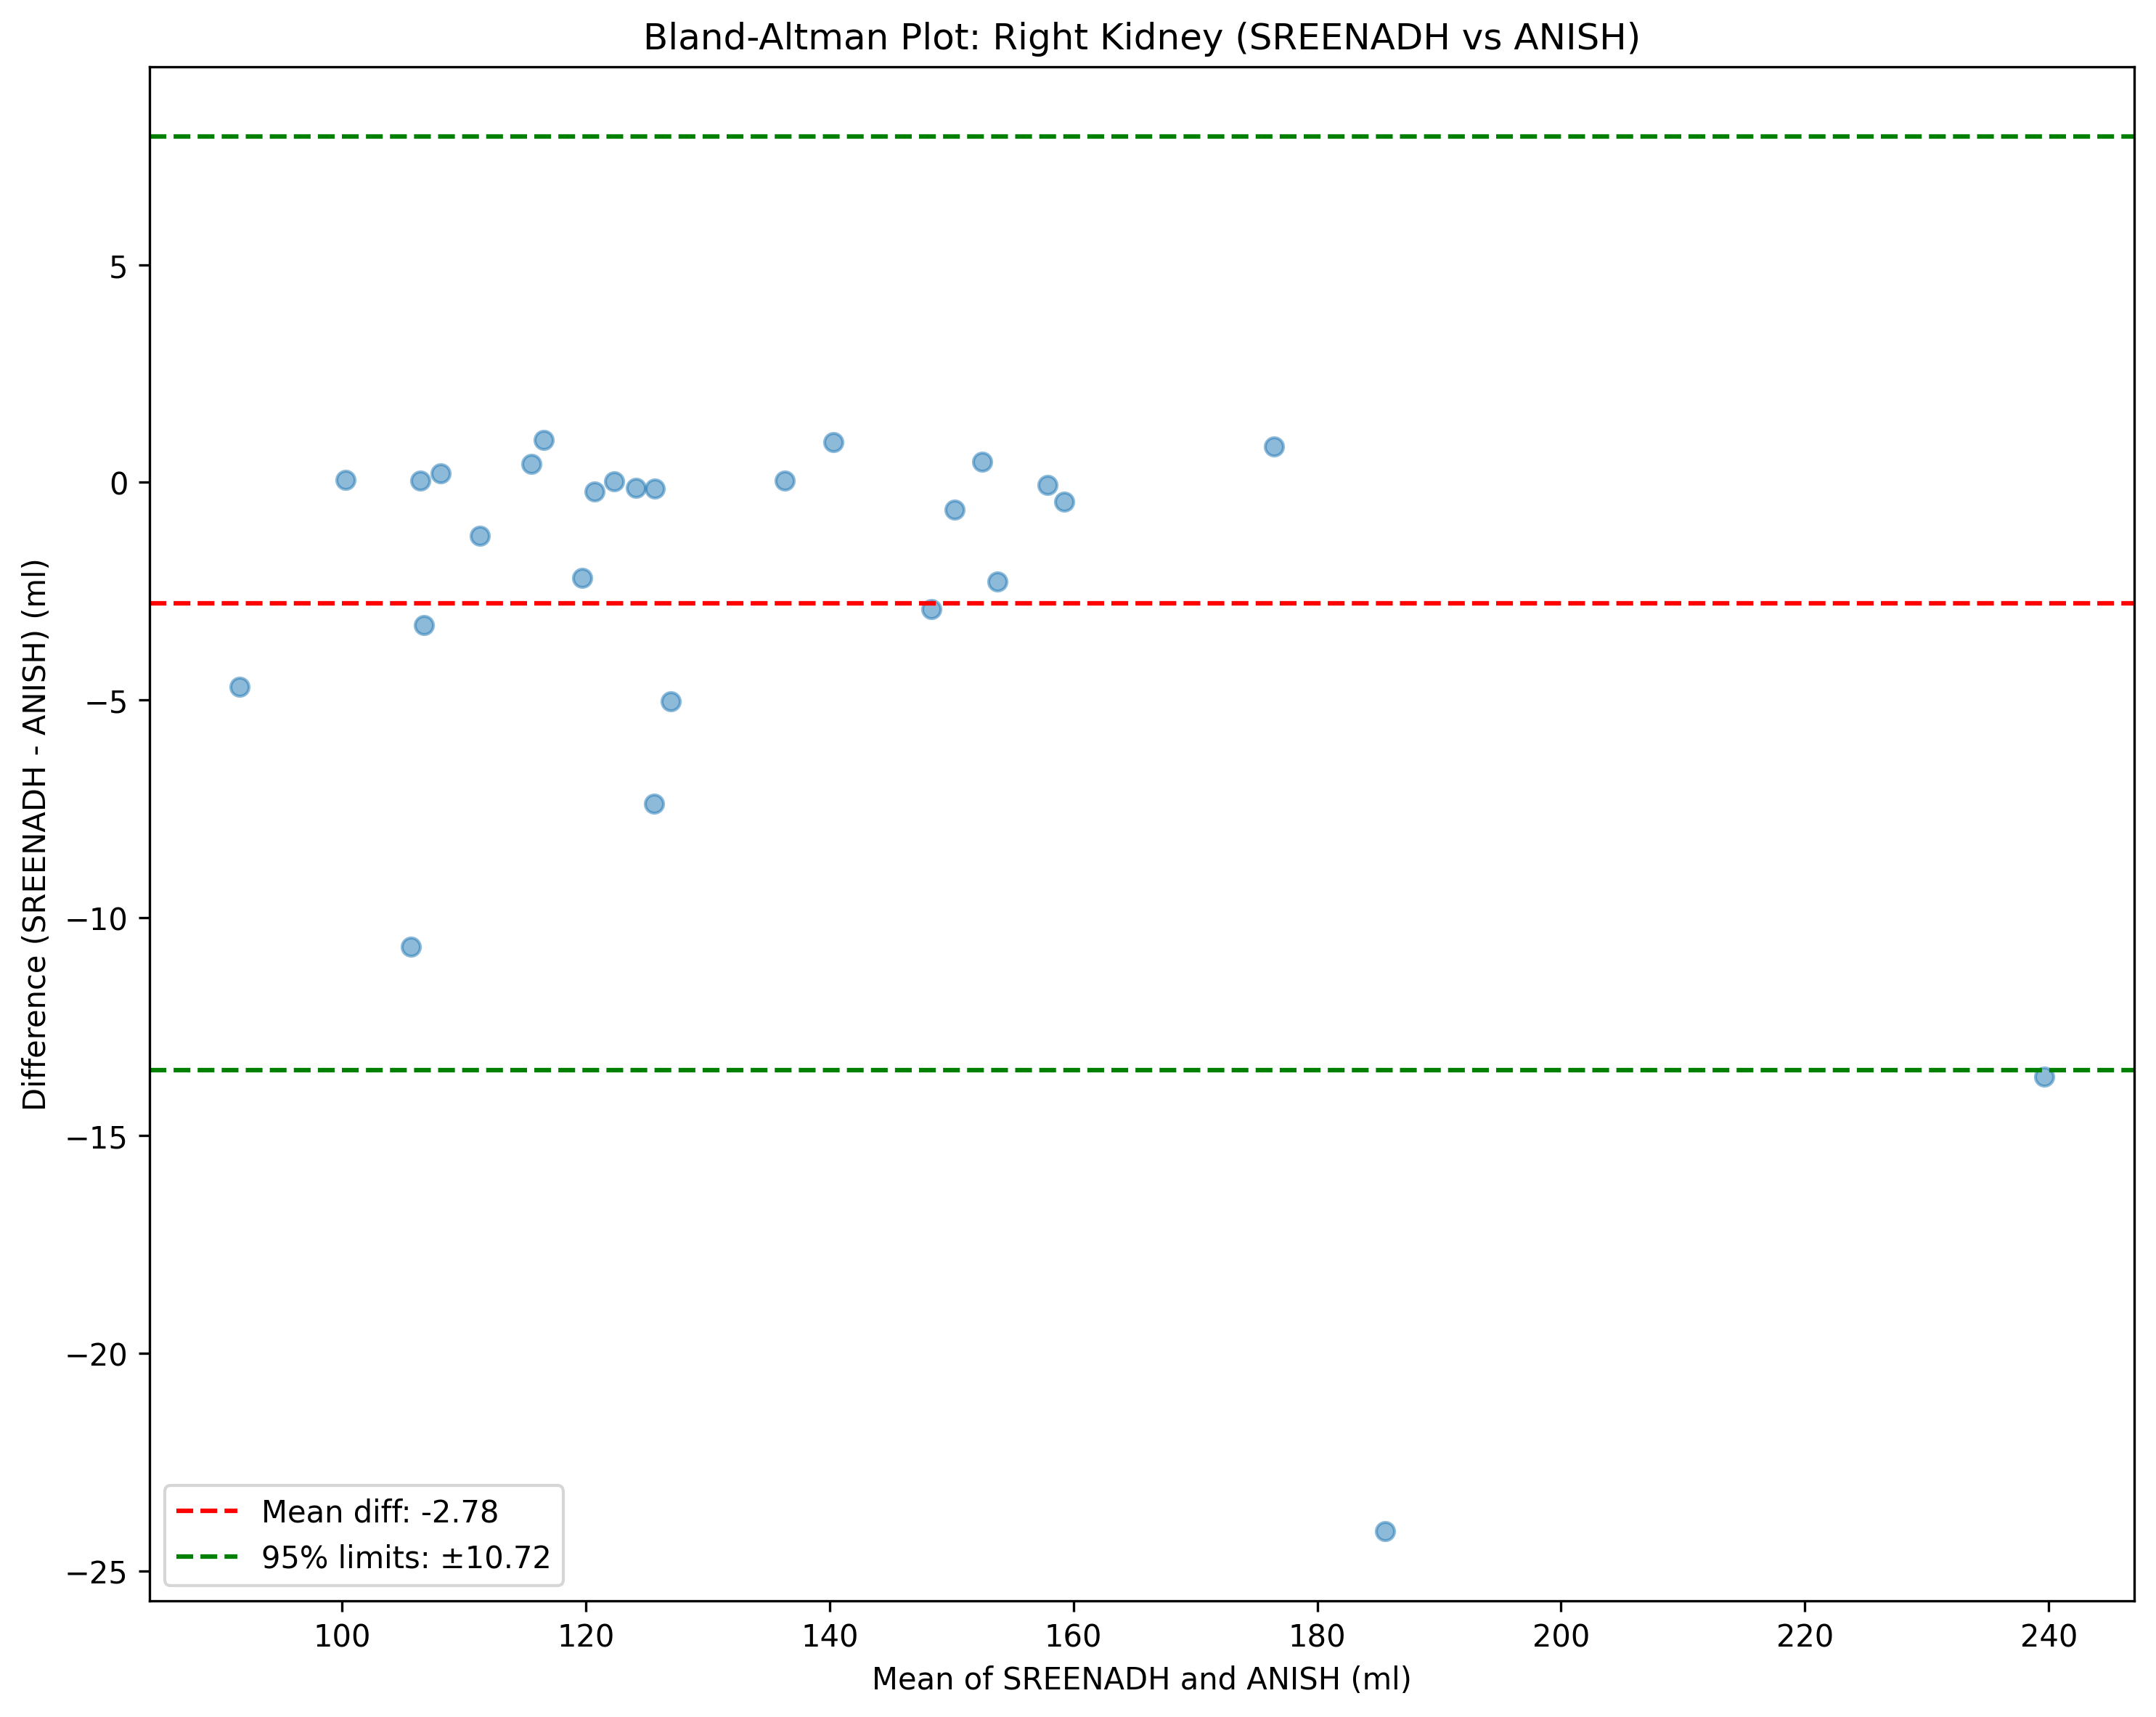 Bland-Altman Plot: Right Kidney (SREENADH vs ANISH)
Difference (SREENADH - ANISH) (ml)
5
0
−5
−10
−15
−20
−25
Mean diff: -2.78
95% limits: ±10.72
100 120 140 160 180 200 220 240
Mean of SREENADH and ANISH (ml)